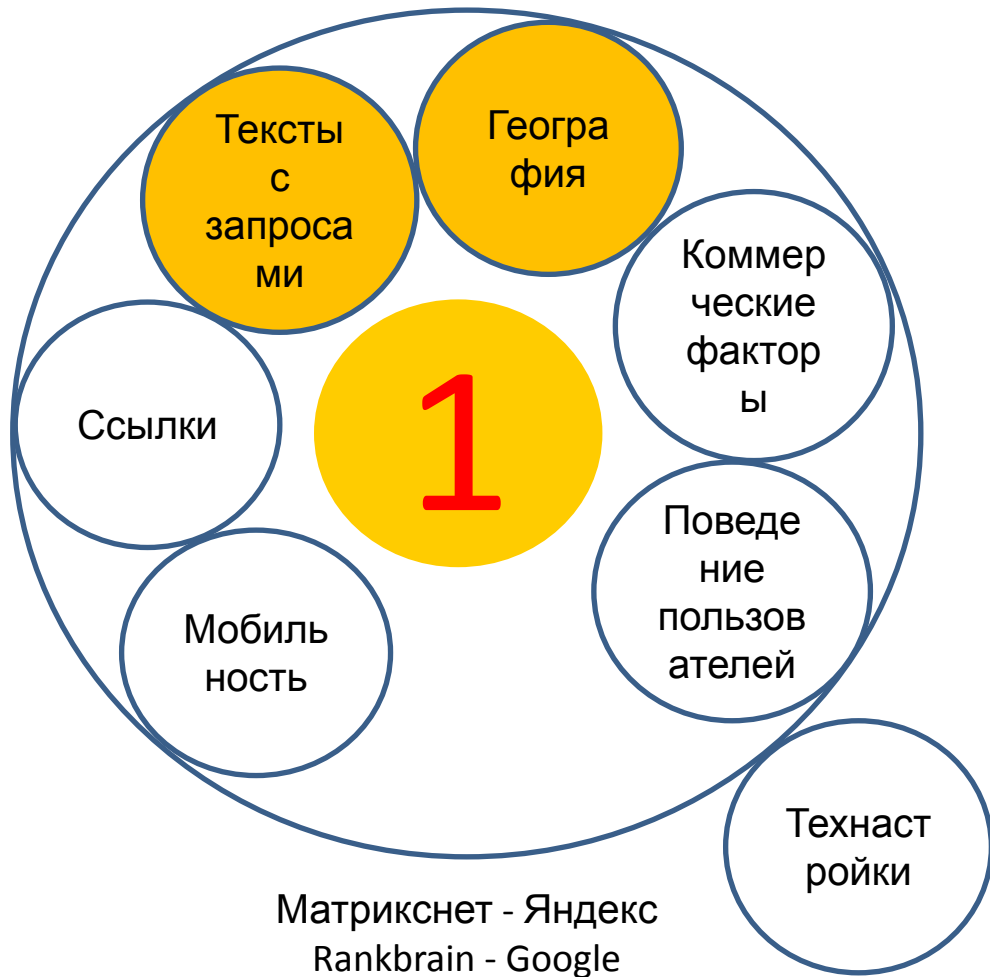 Тексты
с
запроса
ми
Геогра
фия
Коммер
ческие
фактор
ы
Ссылки
1
Поведе
ние
пользов
ателей
Мобиль
ность
Технаст
ройки
Матрикснет - Яндекс
Rankbrain - Google